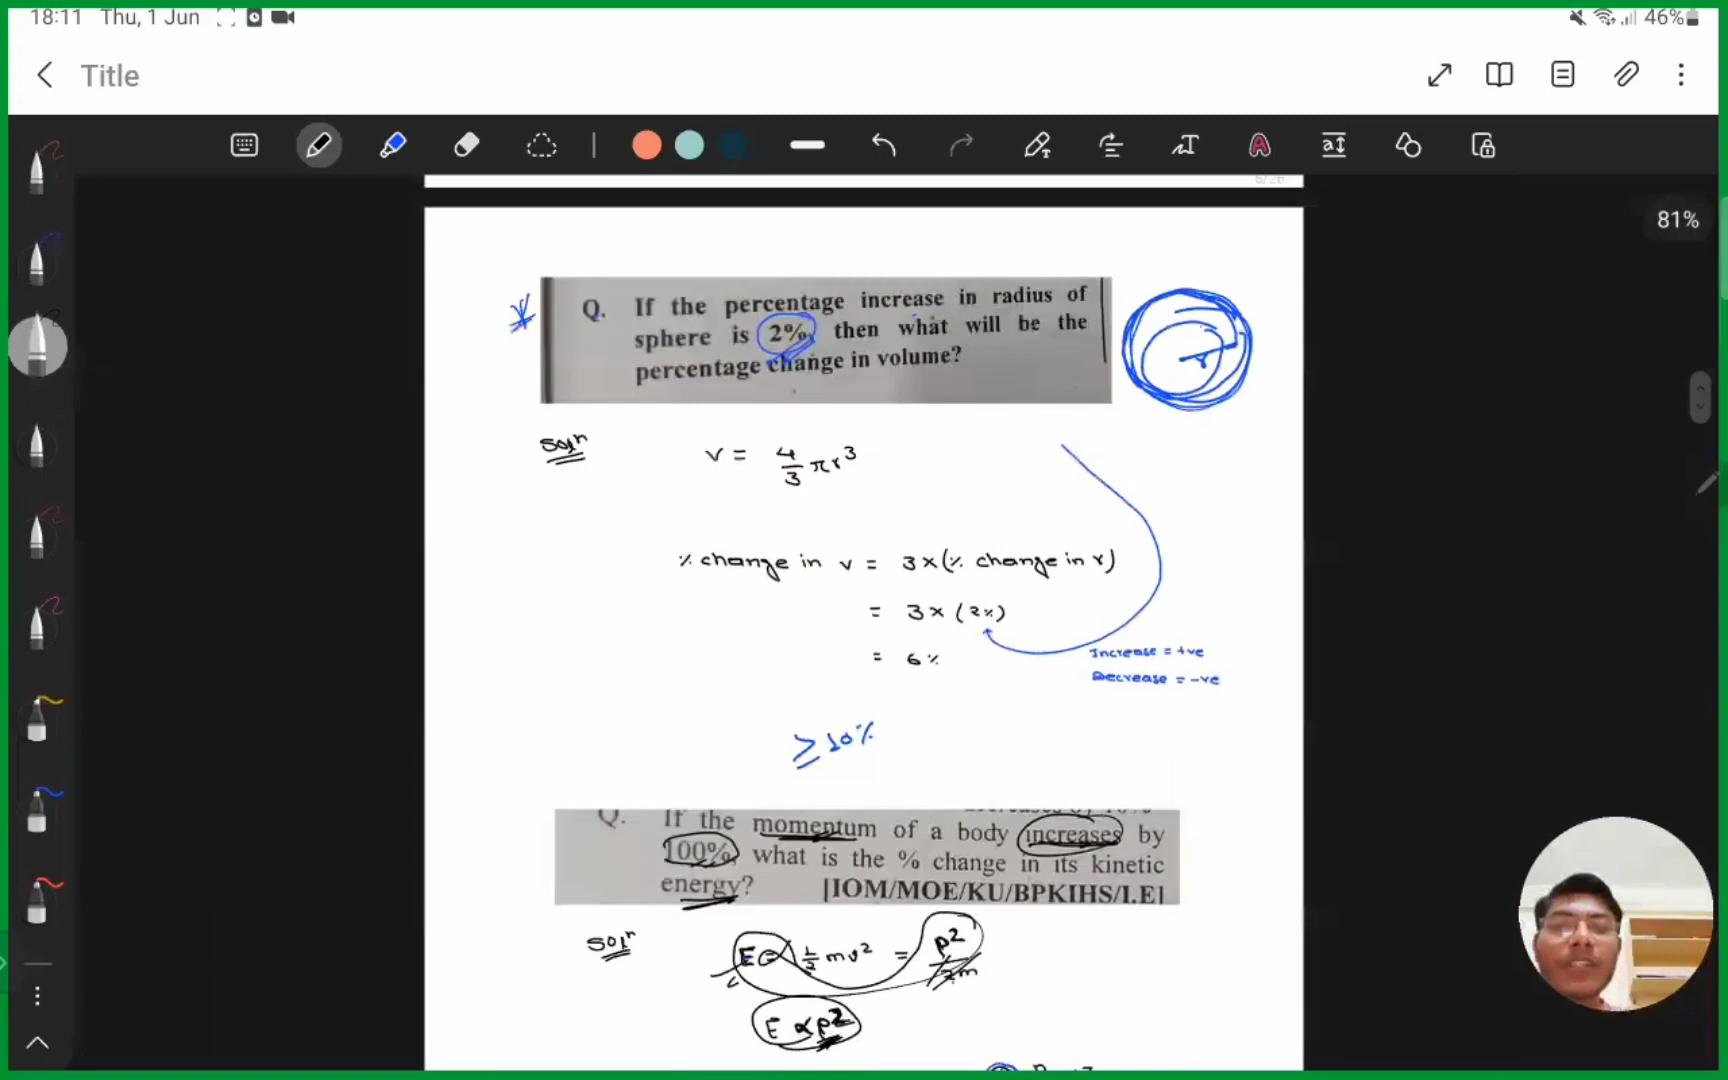 18:11 Thu, 1 Jun
46%
Title
81%
Q. If the percentage increase in radius of
sphere is 2%, then what will be the
percentage change in volume?
r
Solⁿ
v = 4/3 πr³
% change in v = 3×(% change in r)
= 3×(2%)
= 6%
Increase = +ve
Decrease = -ve
≥ 10%
Q. If the momentum of a body increases by
100%, what is the % change in its kinetic
energy? [IOM/MOE/KU/BPKIHS/I.E]
Solⁿ
E = 1/2 mv² = p²/2m
E ∝ p²